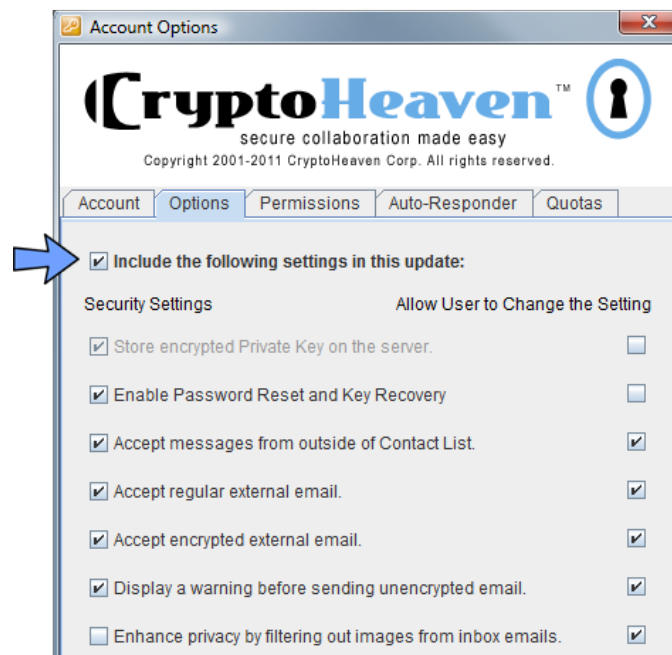 Account Options
CryptoHeaven™
secure collaboration made easy
Copyright 2001-2011 CryptoHeaven Corp. All rights reserved.
Account Options Permissions Auto-Responder Quotas
Include the following settings in this update:
Security Settings Allow User to Change the Setting
Store encrypted Private Key on the server.
Enable Password Reset and Key Recovery
Accept messages from outside of Contact List.
Accept regular external email.
Accept encrypted external email.
Display a warning before sending unencrypted email.
Enhance privacy by filtering out images from inbox emails.